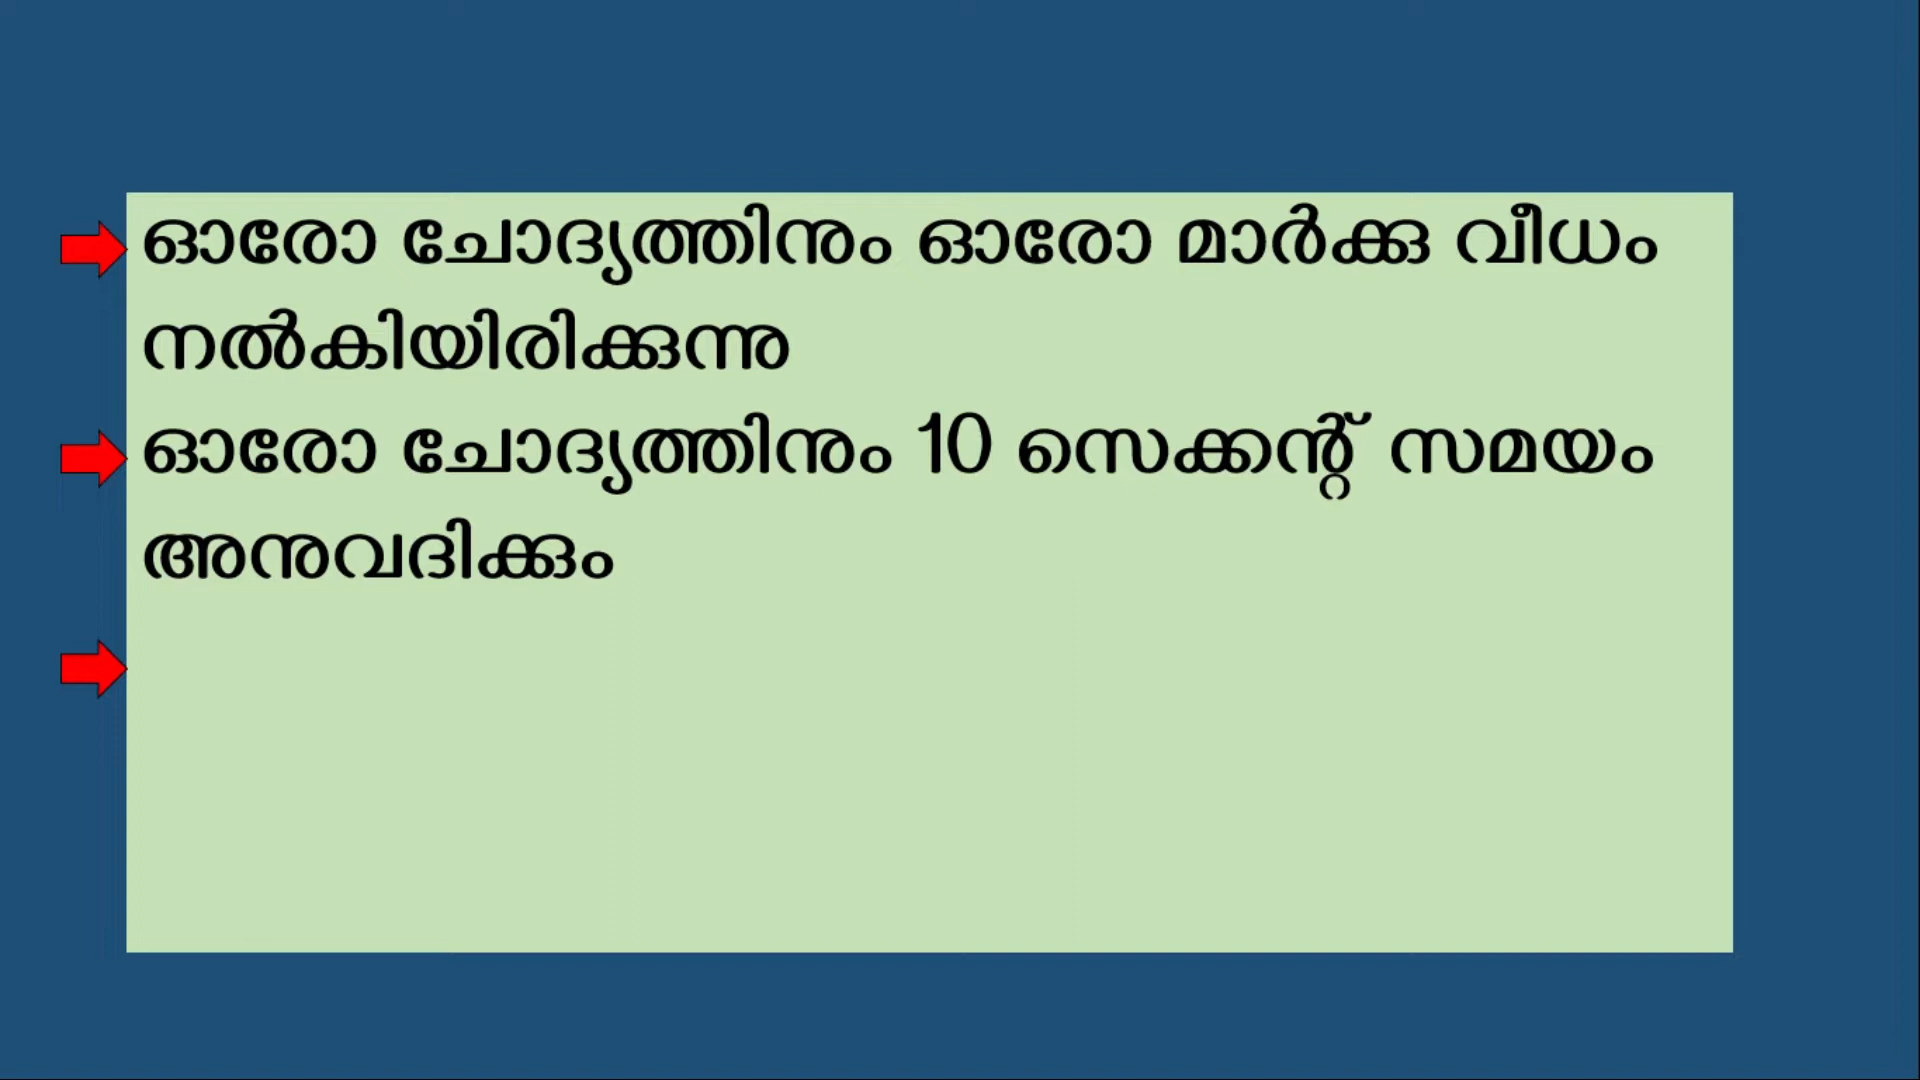 ഓരോ ചോദ്യത്തിനും ഓരോ മാർക്കു വീധം
നൽകിയിരിക്കുന്നു
ഓരോ ചോദ്യത്തിനും 10 സെക്കന്റ് സമയം
അനുവദിക്കും